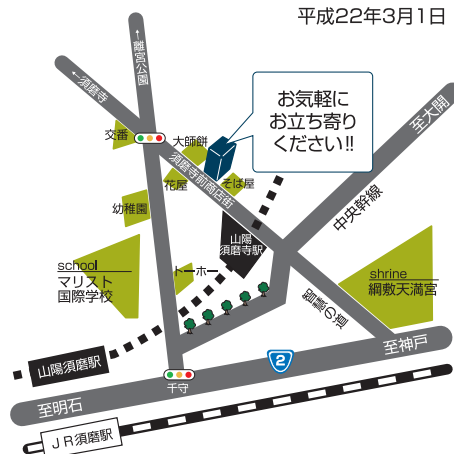 平成22年3月1日
←離宮公園
←須磨寺
お気軽に
お立ち寄り
ください!!
至大開
交番
大師餅
花屋
そば屋
須磨寺前商店街
中央幹線
幼稚園
山陽
須磨寺駅
school
マリスト
国際学校
トーホー
shrine
綱敷天満宮
智慧の道
山陽須磨駅
2
至神戸
千守
至明石
JR須磨駅